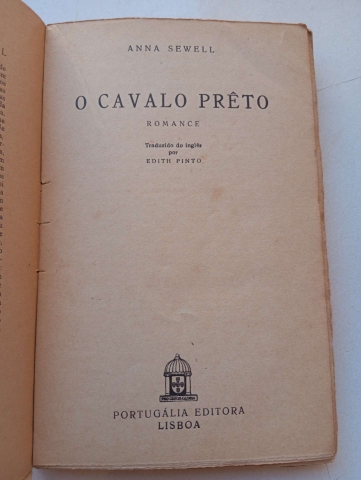 ANNA SEWELL
O CAVALO PRÊTO
ROMANCE
Traduzido do inglês
por
EDITH PINTO
PORTUGÁLIA EDITORA
LISBOA